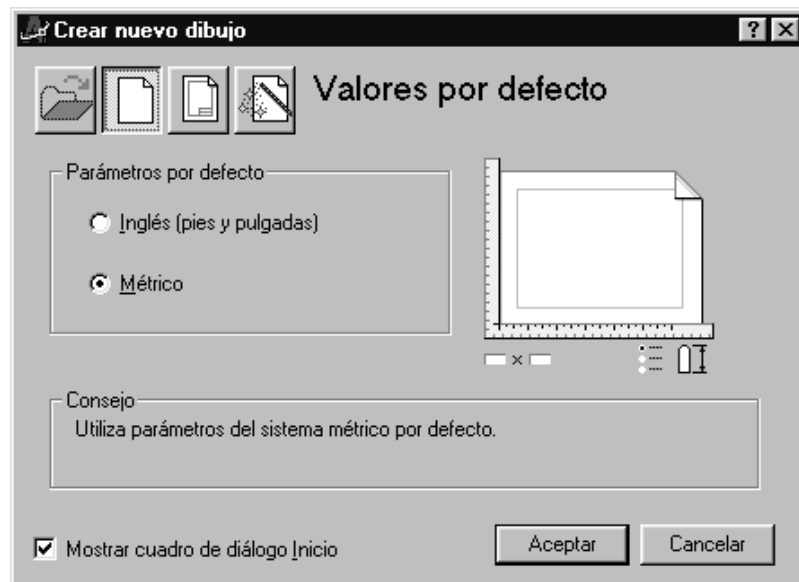 Crear nuevo dibujo
Valores por defecto
Parámetros por defecto
Inglés (pies y pulgadas)
Métrico
Consejo
Utiliza parámetros del sistema métrico por defecto.
Mostrar cuadro de diálogo Inicio
Aceptar
Cancelar